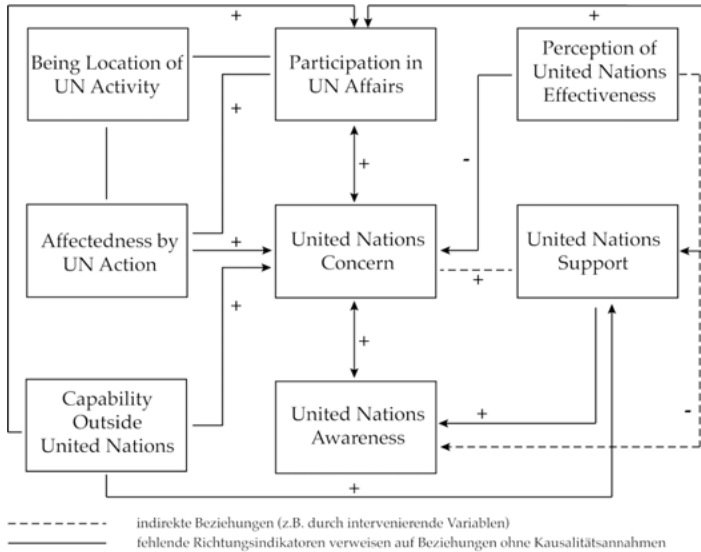 +
+
Being Location of
UN Activity
Participation in
UN Affairs
Perception of
United Nations
Effectiveness
+
+
-
Affectedness by
UN Action
+
United Nations
Concern
+
United Nations
Support
+
+
Capability
Outside
United Nations
United Nations
Awareness
+
-
+
indirekte Beziehungen (z.B. durch intervenierende Variablen)
fehlende Richtungsindikatoren verweisen auf Beziehungen ohne Kausalitätsannahmen